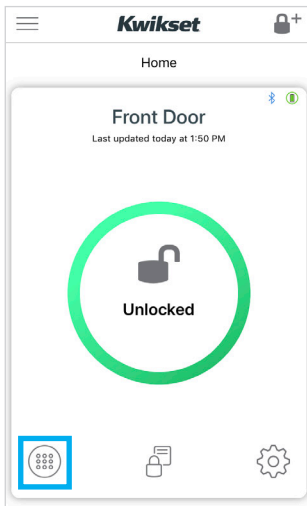 Kwikset
Home
Front Door
Last updated today at 1:50 PM
Unlocked